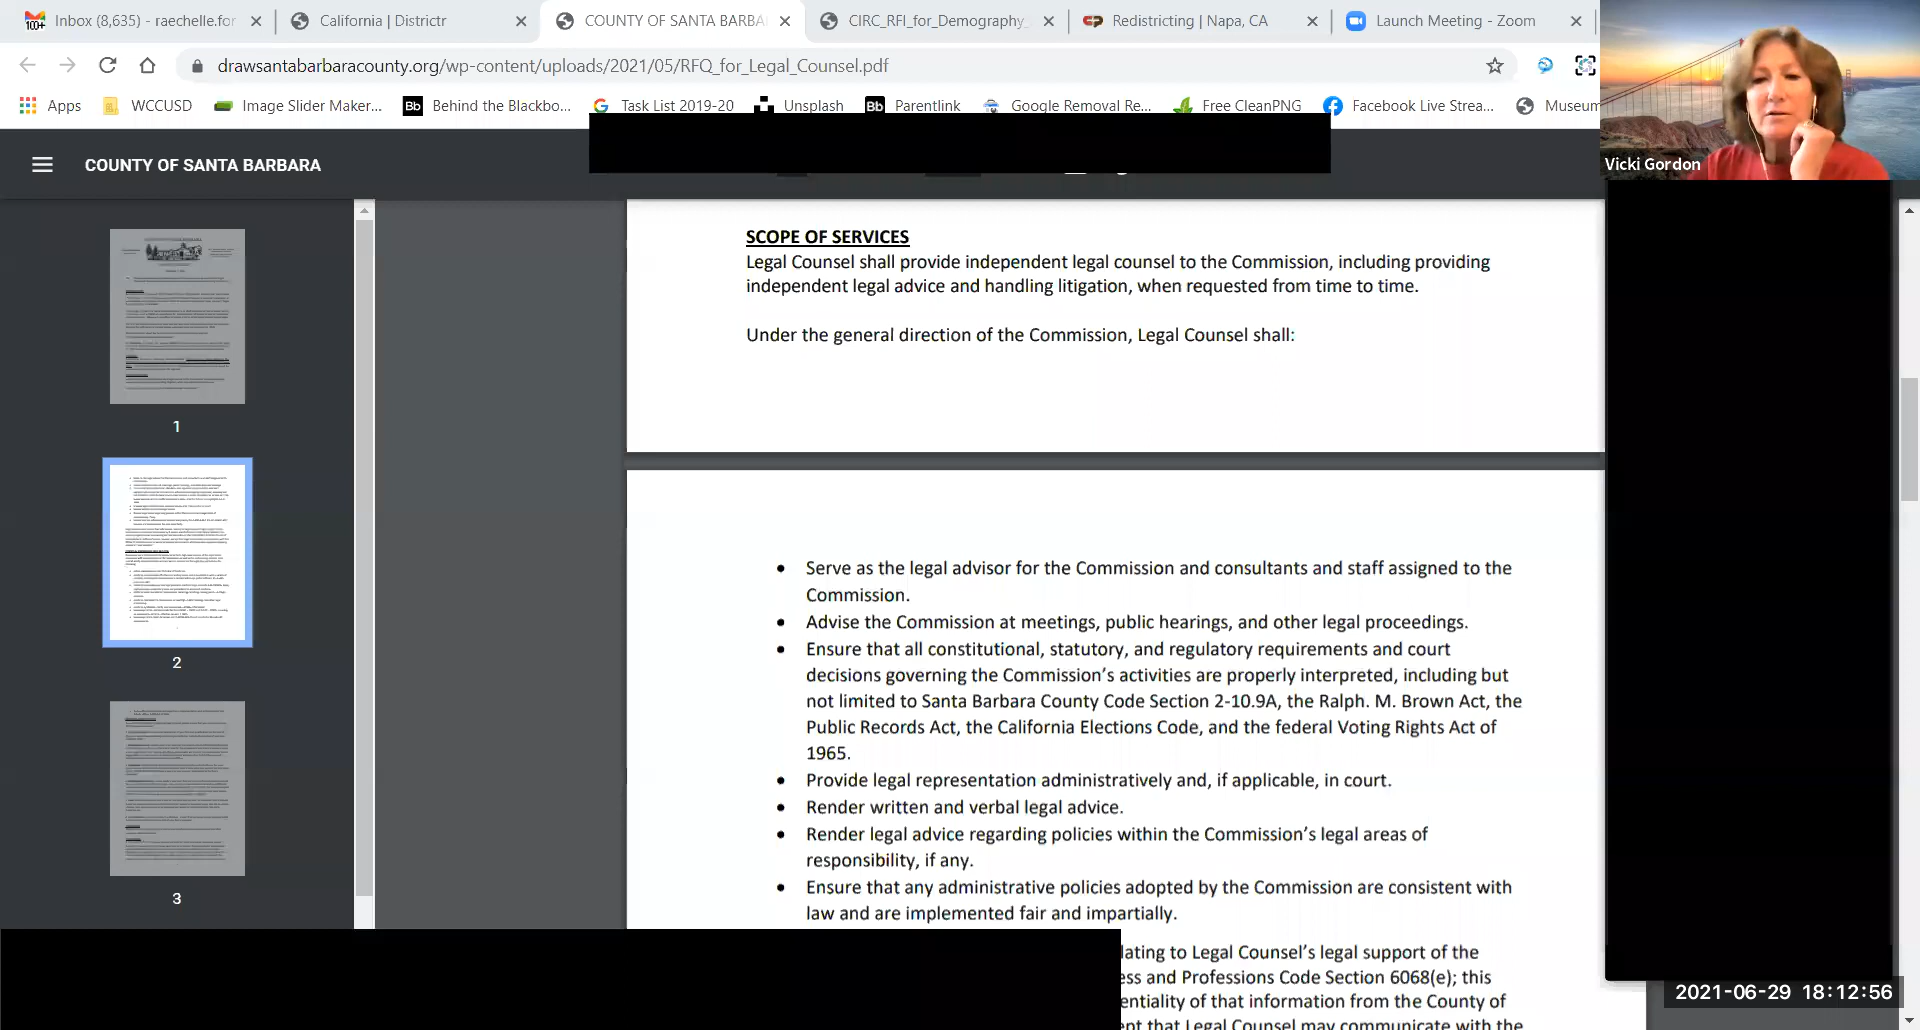 100+
Inbox (8,635) - raechelle.for
California | Districtr
COUNTY OF SANTA BARBA
CIRC_RFI_for_Demography_
Redistricting | Napa, CA
Launch Meeting - Zoom
drawsantabarbaracounty.org/wp-content/uploads/2021/05/RFQ_for_Legal_Counsel.pdf
Apps
WCCUSD
Image Slider Maker...
Bb Behind the Blackbo...
Task List 2019-20
Unsplash
Bb Parentlink
Google Removal Re...
Free CleanPNG
Facebook Live Strea...
Museum
Vicki Gordon
COUNTY OF SANTA BARBARA
1
2
3
SCOPE OF SERVICES
Legal Counsel shall provide independent legal counsel to the Commission, including providing
independent legal advice and handling litigation, when requested from time to time.
Under the general direction of the Commission, Legal Counsel shall:
• Serve as the legal advisor for the Commission and consultants and staff assigned to the
Commission.
• Advise the Commission at meetings, public hearings, and other legal proceedings.
• Ensure that all constitutional, statutory, and regulatory requirements and court
decisions governing the Commission's activities are properly interpreted, including but
not limited to Santa Barbara County Code Section 2-10.9A, the Ralph. M. Brown Act, the
Public Records Act, the California Elections Code, and the federal Voting Rights Act of
1965.
• Provide legal representation administratively and, if applicable, in court.
• Render written and verbal legal advice.
• Render legal advice regarding policies within the Commission's legal areas of
responsibility, if any.
• Ensure that any administrative policies adopted by the Commission are consistent with
law and are implemented fair and impartially.
lating to Legal Counsel's legal support of the
ess and Professions Code Section 6068(e); this
entiality of that information from the County of
ept that Legal Counsel may communicate with the
2021-06-29 18:12:56